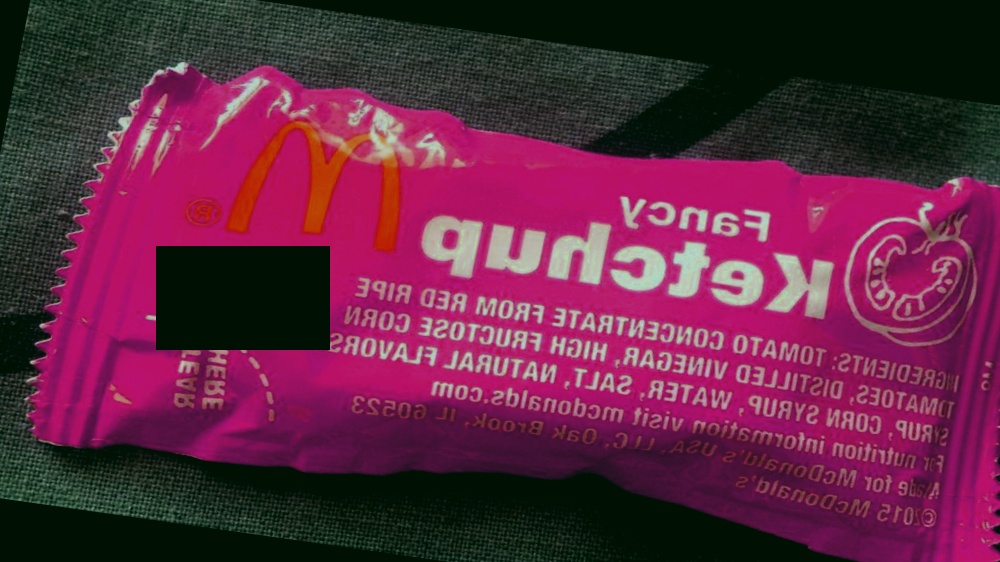 Fancy
Ketchup
INGREDIENTS: TOMATO CONCENTRATE FROM RED RIPE
TOMATOES, DISTILLED VINEGAR, HIGH FRUCTOSE CORN
SYRUP, CORN SYRUP, WATER, SALT, NATURAL FLAVORS
For nutrition information visit mcdonalds.com
Made for McDonald's USA, LLC, Oak Brook, IL 60523
©2015 McDonald's
M®
TEAR
HERE